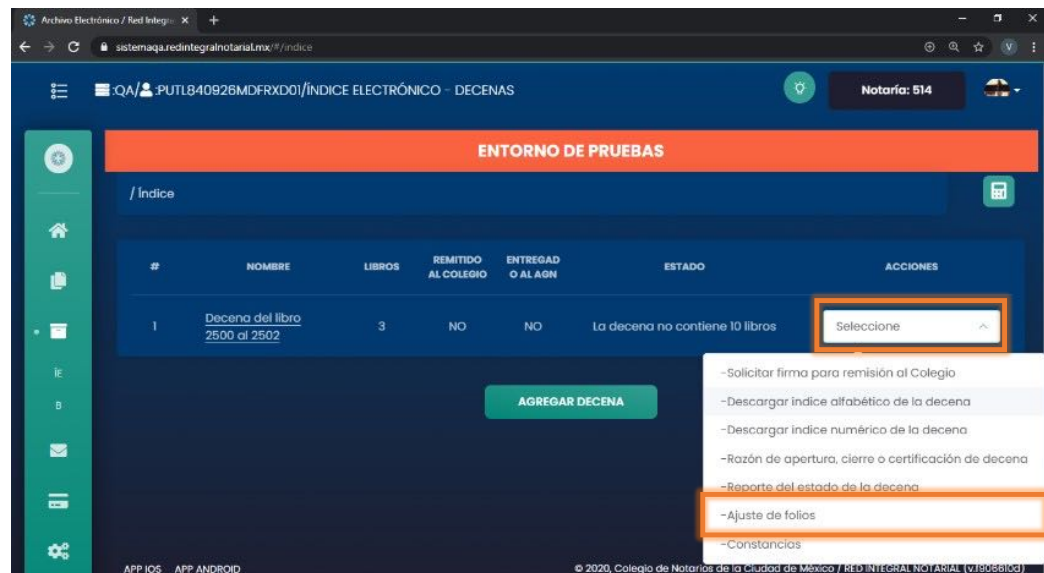 Archivo Electrónico / Red Integra
sistemaqa.redintegralnotarial.mx/#/indice
V
:QA/ :PUTL840926MDFRXD01/ÍNDICE ELECTRÓNICO - DECENAS
Notaría: 514
ENTORNO DE PRUEBAS
/ Índice
# NOMBRE LIBROS REMITIDO AL COLEGIO ENTREGAD O AL AGN ESTADO ACCIONES
1 Decena del libro 2500 al 2502 3 NO NO La decena no contiene 10 libros Seleccione
IE
B
AGREGAR DECENA
-Solicitar firma para remisión al Colegio
-Descargar indice alfabético de la decena
-Descargar indice numérico de la decena
-Razón de apertura, cierre o certificación de decena
-Reporte del estado de la decena
-Ajuste de folios
-Constancias
APP IOS APP ANDROID
© 2020, Colegio de Notarios de la Ciudad de México / RED INTEGRAL NOTARIAL (v.1906610d)